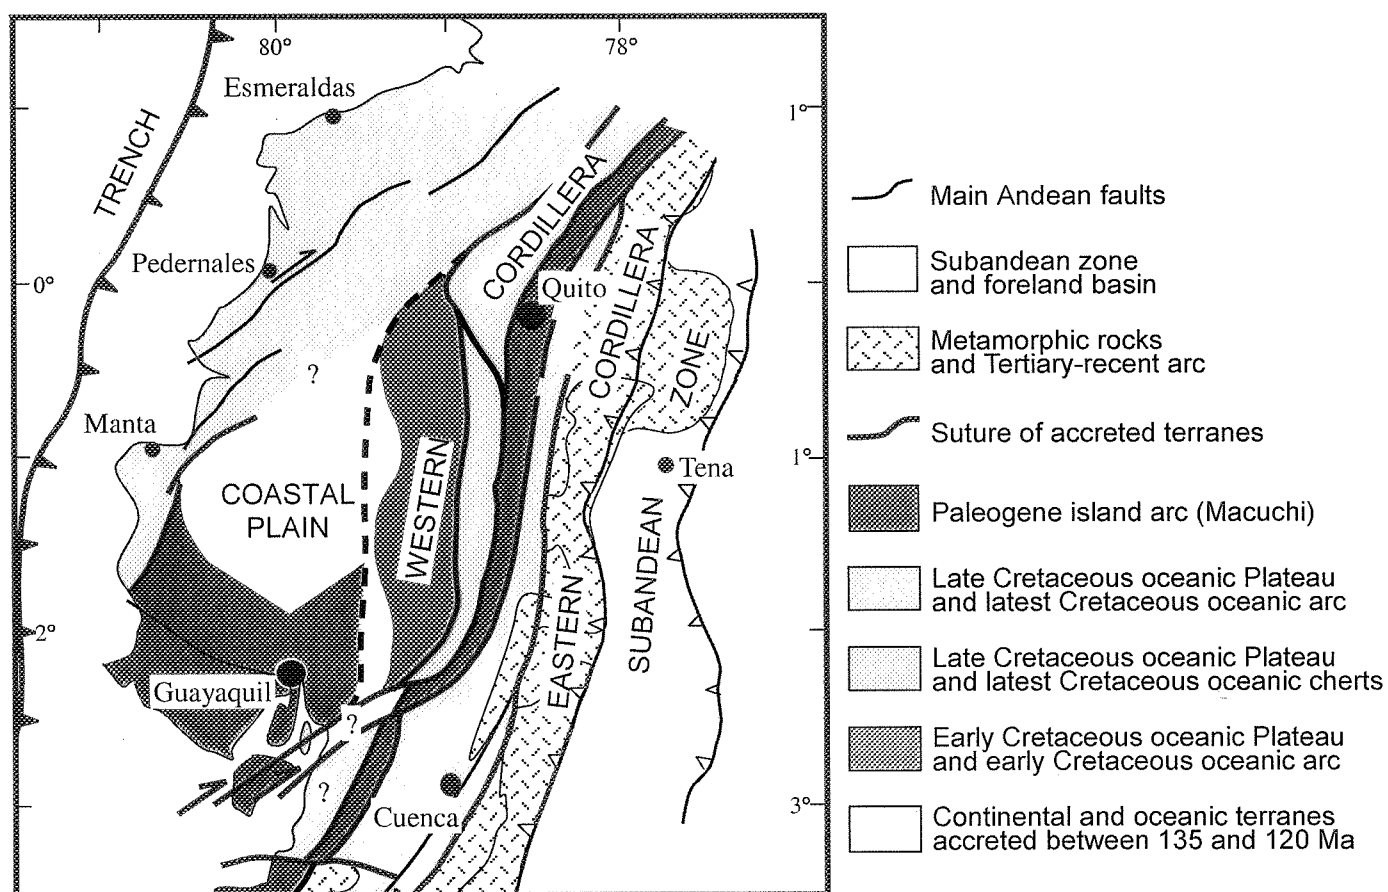 80°
78°
Esmeraldas
1°
TRENCH
CORDILLERA
Pedernales
0°
Quito
CORDILLERA
ZONE
?
Manta
1°
Tena
COASTAL
PLAIN
WESTERN
SUBANDEAN
EASTERN
2°
Guayaquil
?
?
Cuenca
3°
Main Andean faults
Subandean zone
and foreland basin
Metamorphic rocks
and Tertiary-recent arc
Suture of accreted terranes
Paleogene island arc (Macuchi)
Late Cretaceous oceanic Plateau
and latest Cretaceous oceanic arc
Late Cretaceous oceanic Plateau
and latest Cretaceous oceanic cherts
Early Cretaceous oceanic Plateau
and early Cretaceous oceanic arc
Continental and oceanic terranes
accreted between 135 and 120 Ma